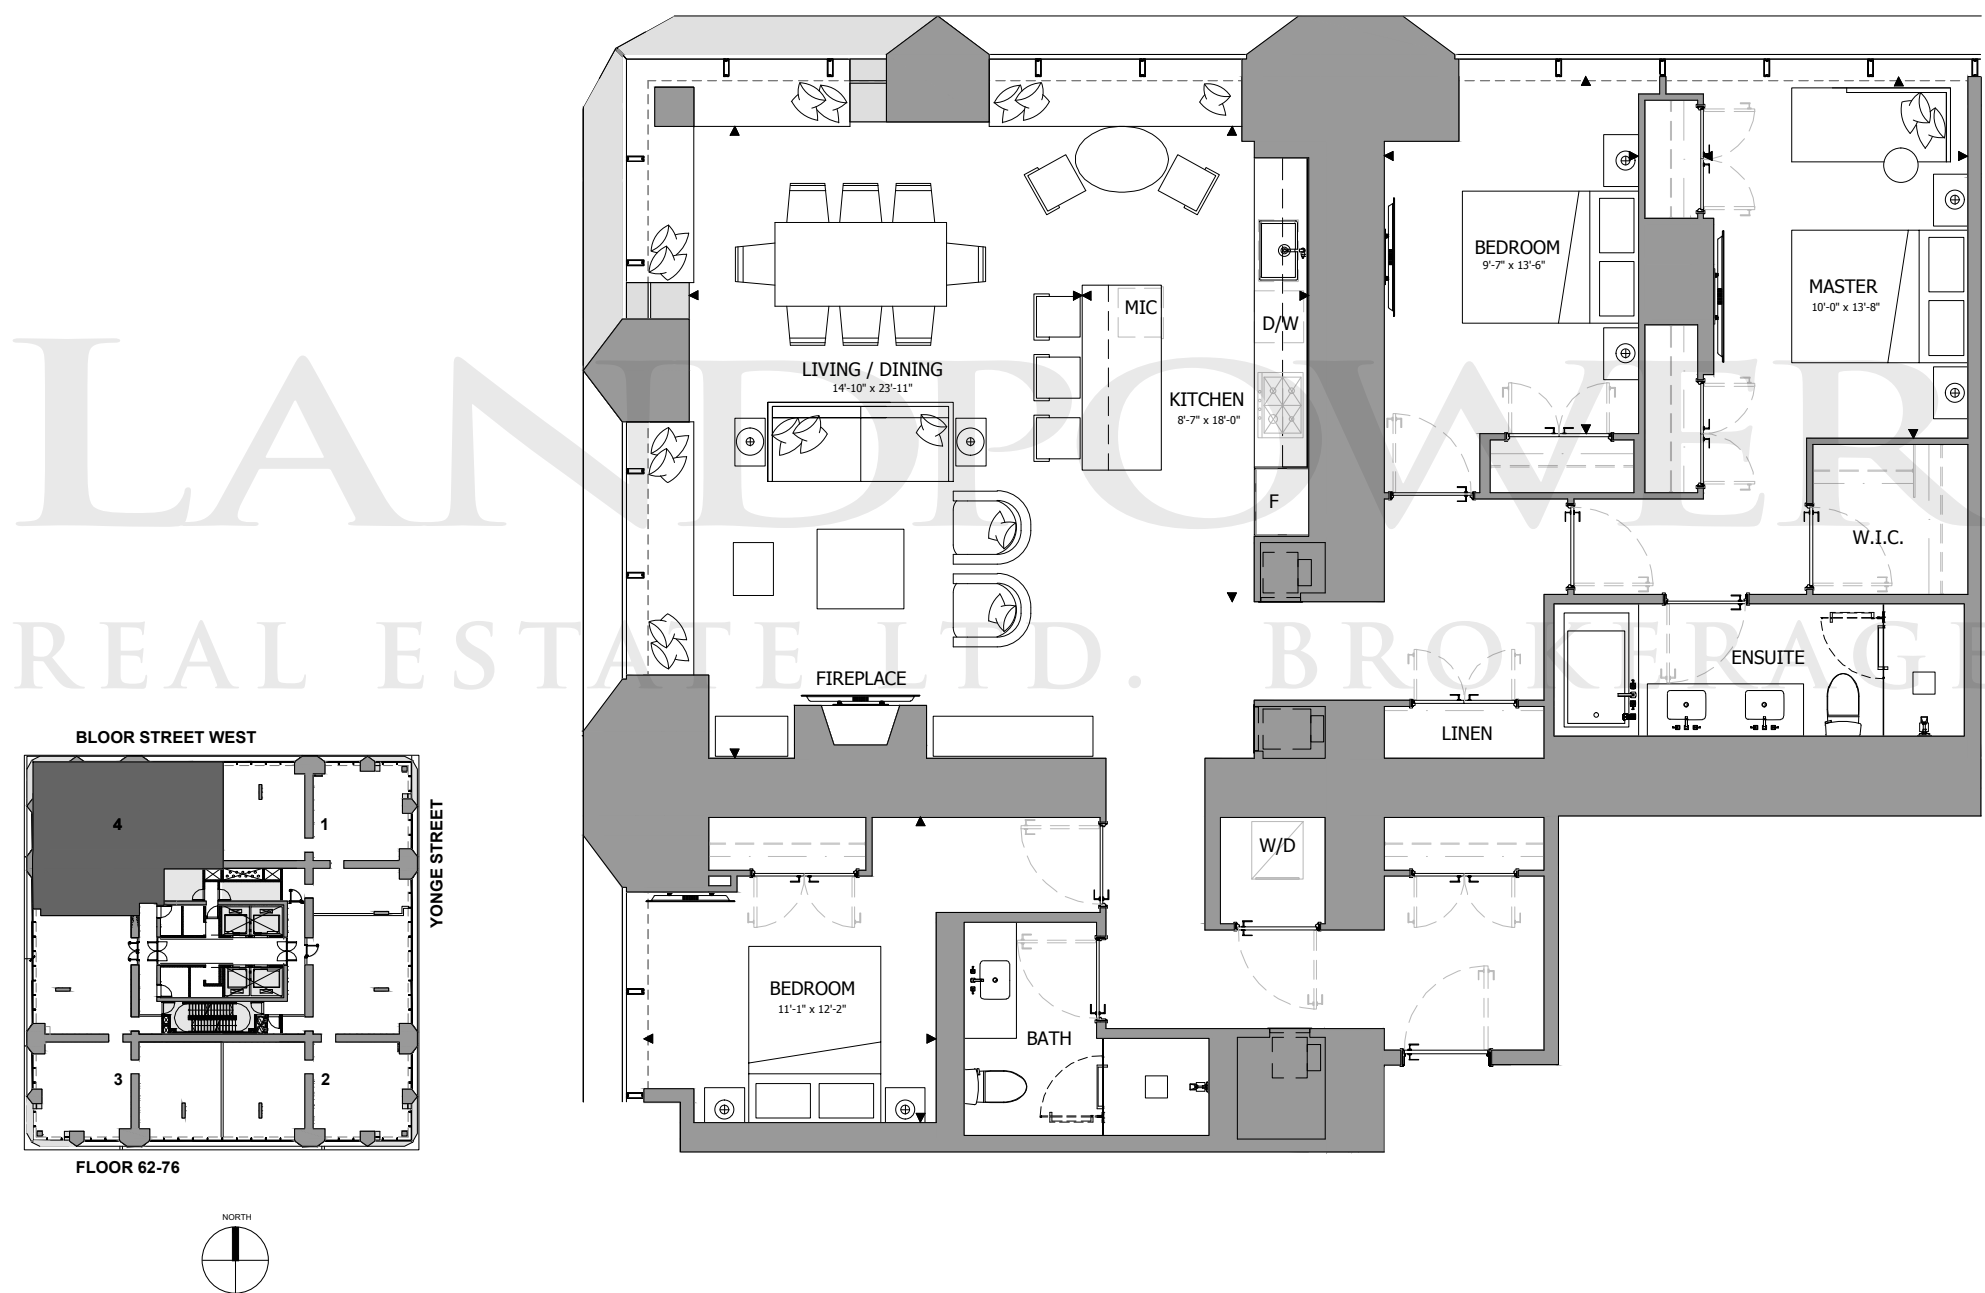 LANDPOWER
REAL ESTATE LTD. BROKERAGE
MIC
D/W
LIVING / DINING
14'-10" x 23'-11"
KITCHEN
8'-7" x 18'-0"
F
BEDROOM
9'-7" x 13'-6"
MASTER
10'-0" x 13'-8"
W.I.C.
ENSUITE
FIREPLACE
LINEN
W/D
BEDROOM
11'-1" x 12'-2"
BATH
BLOOR STREET WEST
YONGE STREET
4
1
3
2
FLOOR 62-76
NORTH